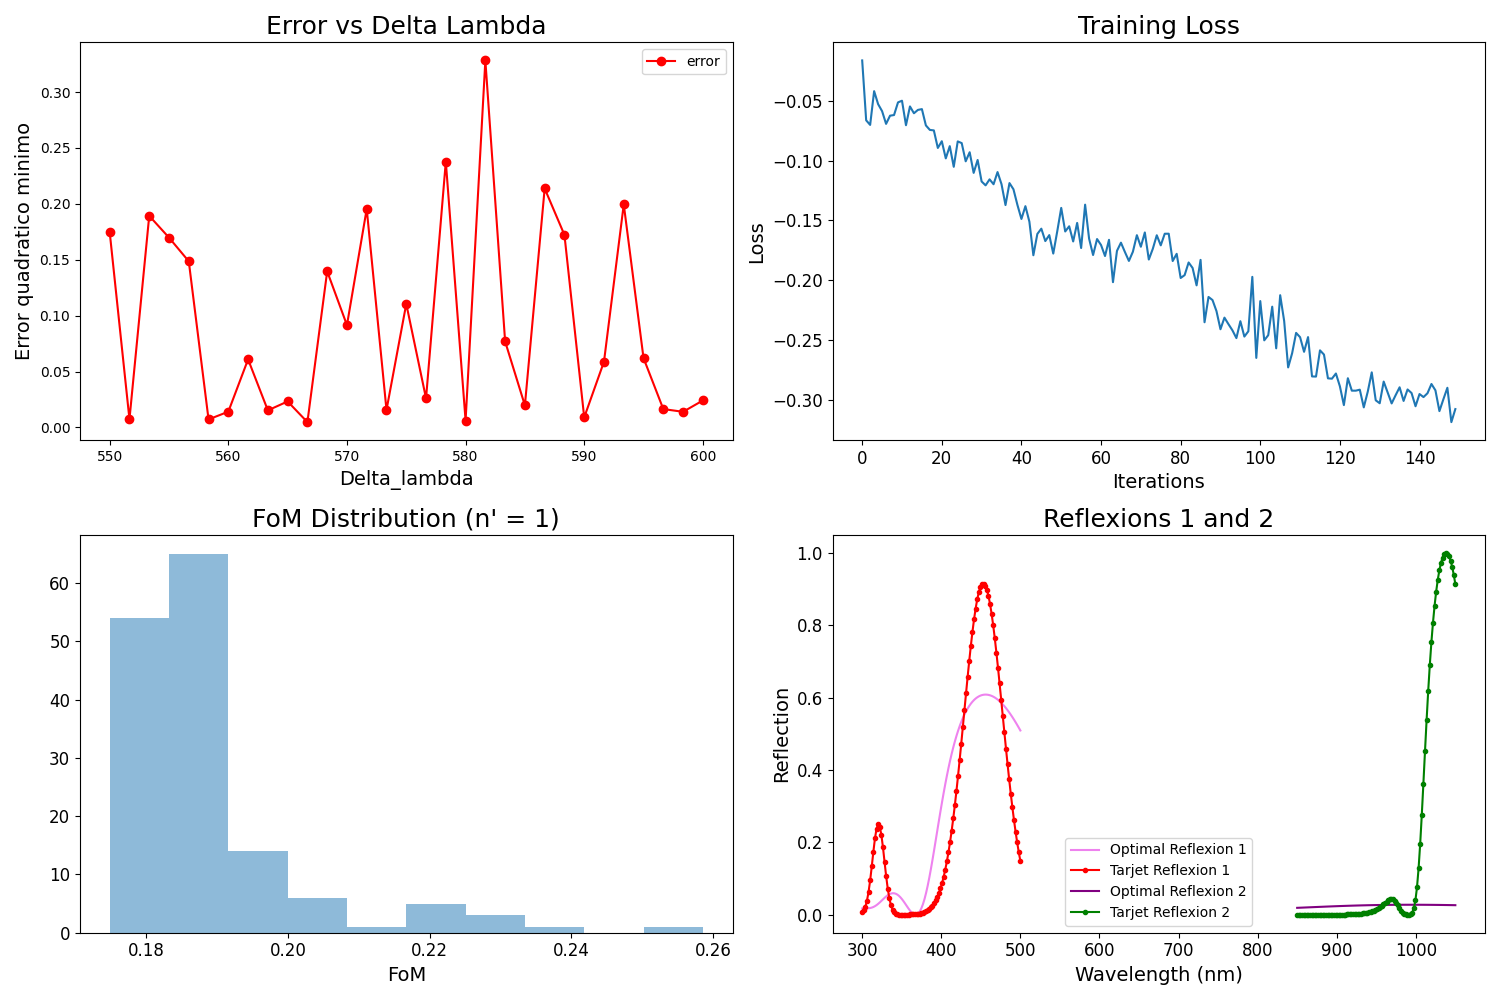 Error vs Delta Lambda
error
Error quadratico minimo
0.30
0.25
0.20
0.15
0.10
0.05
0.00
550 560 570 580 590 600
Delta_lambda
Training Loss
Loss
−0.05
−0.10
−0.15
−0.20
−0.25
−0.30
0 20 40 60 80 100 120 140
Iterations
FoM Distribution (n' = 1)
60
50
40
30
20
10
0
0.18 0.20 0.22 0.24 0.26
FoM
Reflexions 1 and 2
Reflection
1.0
0.8
0.6
0.4
0.2
0.0
Optimal Reflexion 1
Tarjet Reflexion 1
Optimal Reflexion 2
Tarjet Reflexion 2
300 400 500 600 700 800 900 1000
Wavelength (nm)